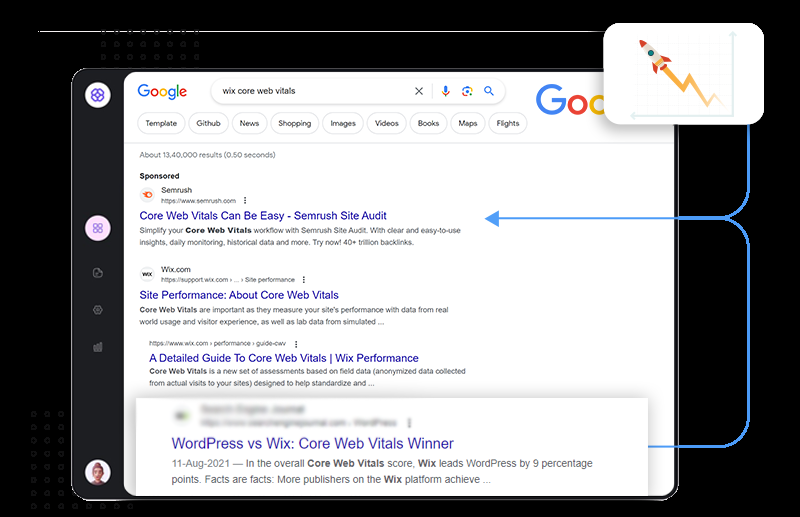 Google
wix core web vitals
Goo
Template Github News Shopping Images Videos Books Maps Flights
About 13,40,000 results (0.50 seconds)
Sponsored
Semrush
https://www.semrush.com
Core Web Vitals Can Be Easy - Semrush Site Audit
Simplify your Core Web Vitals workflow with Semrush Site Audit. With clear and easy-to-use
insights, daily monitoring, historical data and more. Try now! 40+ trillion backlinks.
WIX
Wix.com
https://support.wix.com › ... › Site performance
Site Performance: About Core Web Vitals
Core Web Vitals are important as they measure your site's performance with data from real
world usage and visitor experience, as well as lab data from simulated ...
https://www.wix.com › performance › guide-cwv
A Detailed Guide To Core Web Vitals | Wix Performance
Core Web Vitals is a new set of assessments based on field data (anonymized data collected
from actual visits to your sites) designed to help standardize and ...
WordPress vs Wix: Core Web Vitals Winner
11-Aug-2021 — In the overall Core Web Vitals score, Wix leads WordPress by 9 percentage
points. Facts are facts: More publishers on the Wix platform achieve ...